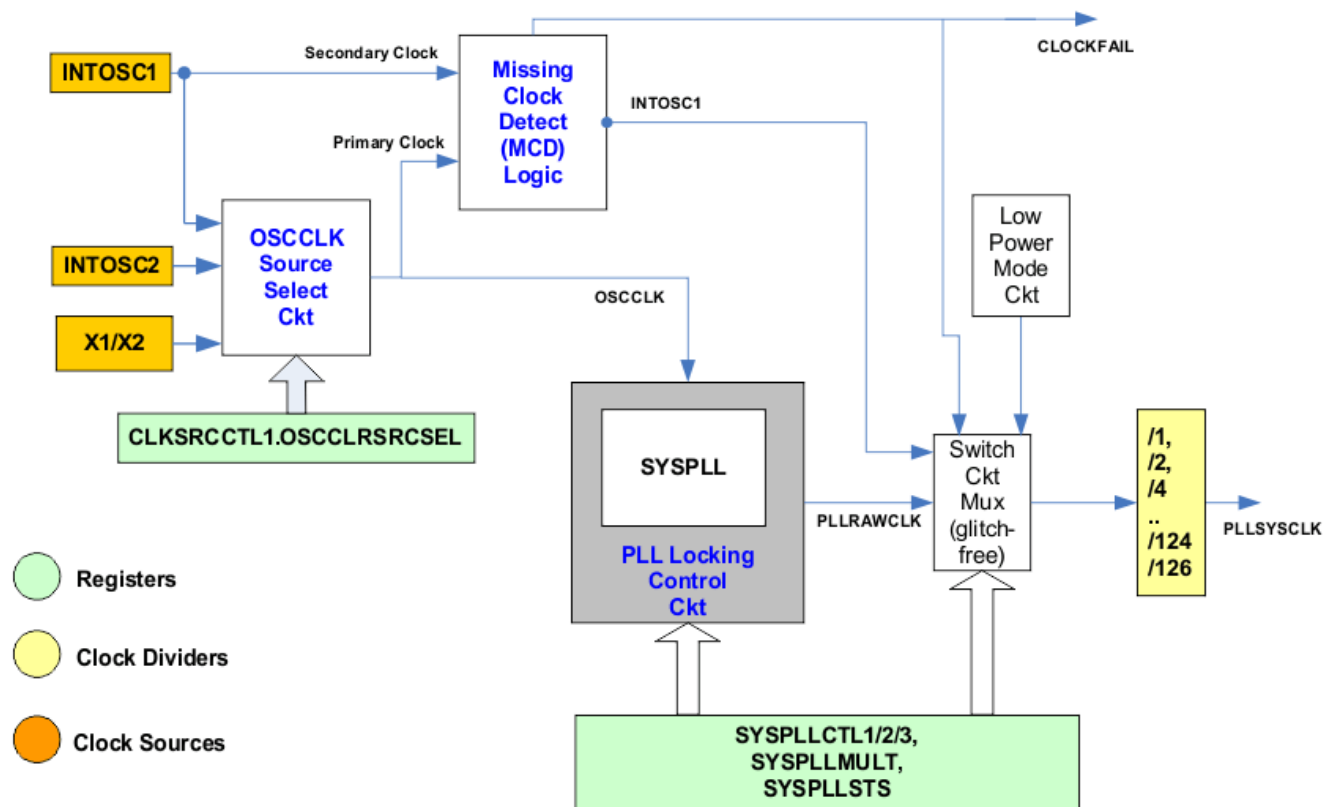 CLOCKFAIL
Secondary Clock
INTOSC1
Missing
Clock
Detect
(MCD)
Logic
INTOSC1
Primary Clock
Low
Power
Mode
Ckt
OSCCLK
Source
Select
Ckt
INTOSC2
OSCCLK
X1/X2
CLKSRCCTL1.OSCCLRSRCSEL
SYSPLL
PLL Locking
Control
Ckt
PLLRAWCLK
Switch
Ckt
Mux
(glitch-
free)
/1,
/2,
/4
..
/124
/126
PLLSYSCLK
Registers
Clock Dividers
Clock Sources
SYSPLLCTL1/2/3,
SYSPLLMULT,
SYSPLLSTS